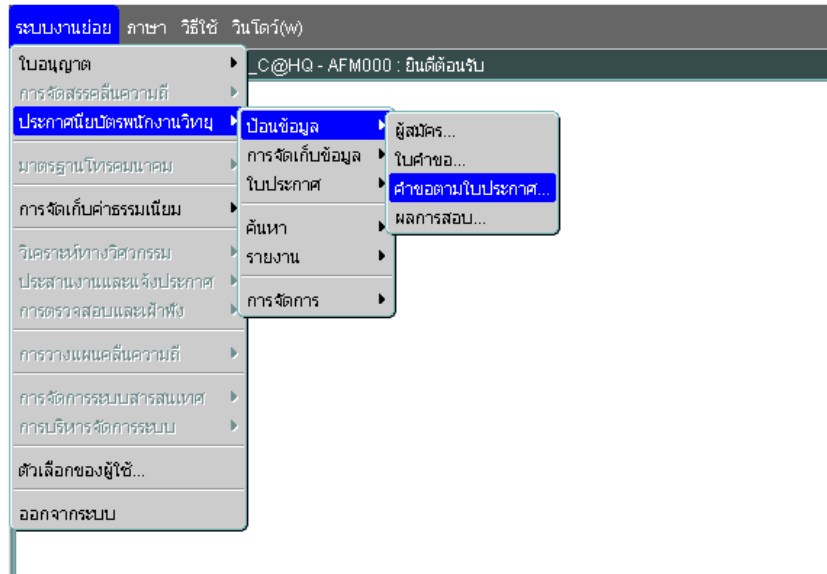 ระบบงานย่อย ภาษา วิธีใช้ วินโดว์(w)
_C@HQ - AFM000 : ยินดีต้อนรับ
ใบอนุญาต
การจัดสรรคลื่นความถี่
ประกาศนียบัตรพนักงานวิทยุ
มาตรฐานโทรคมนาคม
การจัดเก็บค่าธรรมเนียม
วิเคราะห์ทางวิศวกรรม
ประสานงานและแจ้งประกาศ
การตรวจสอบและเฝ้าฟัง
การวางแผนคลื่นความถี่
การจัดการระบบสารสนเทศ
การบริหารจัดการระบบ
ตัวเลือกของผู้ใช้...
ออกจากระบบ
ป้อนข้อมูล
การจัดเก็บข้อมูล
ใบประกาศ
ค้นหา
รายงาน
การจัดการ
ผู้สมัคร...
ใบคำขอ...
คำขอตามใบประกาศ...
ผลการสอบ...